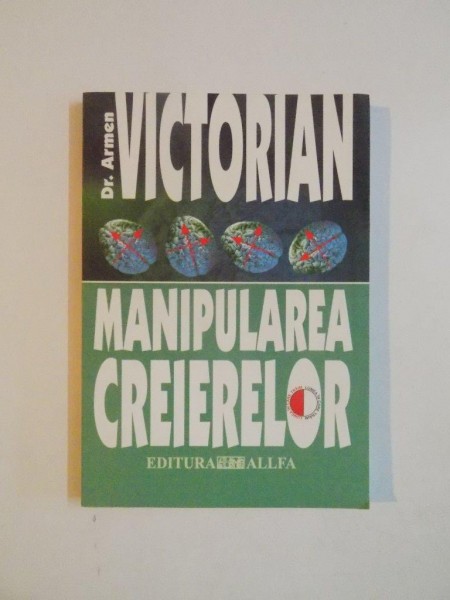 Dr. Armen
VICTORIAN
MANIPULAREA
CREIERELOR
EDITURA ALLFA